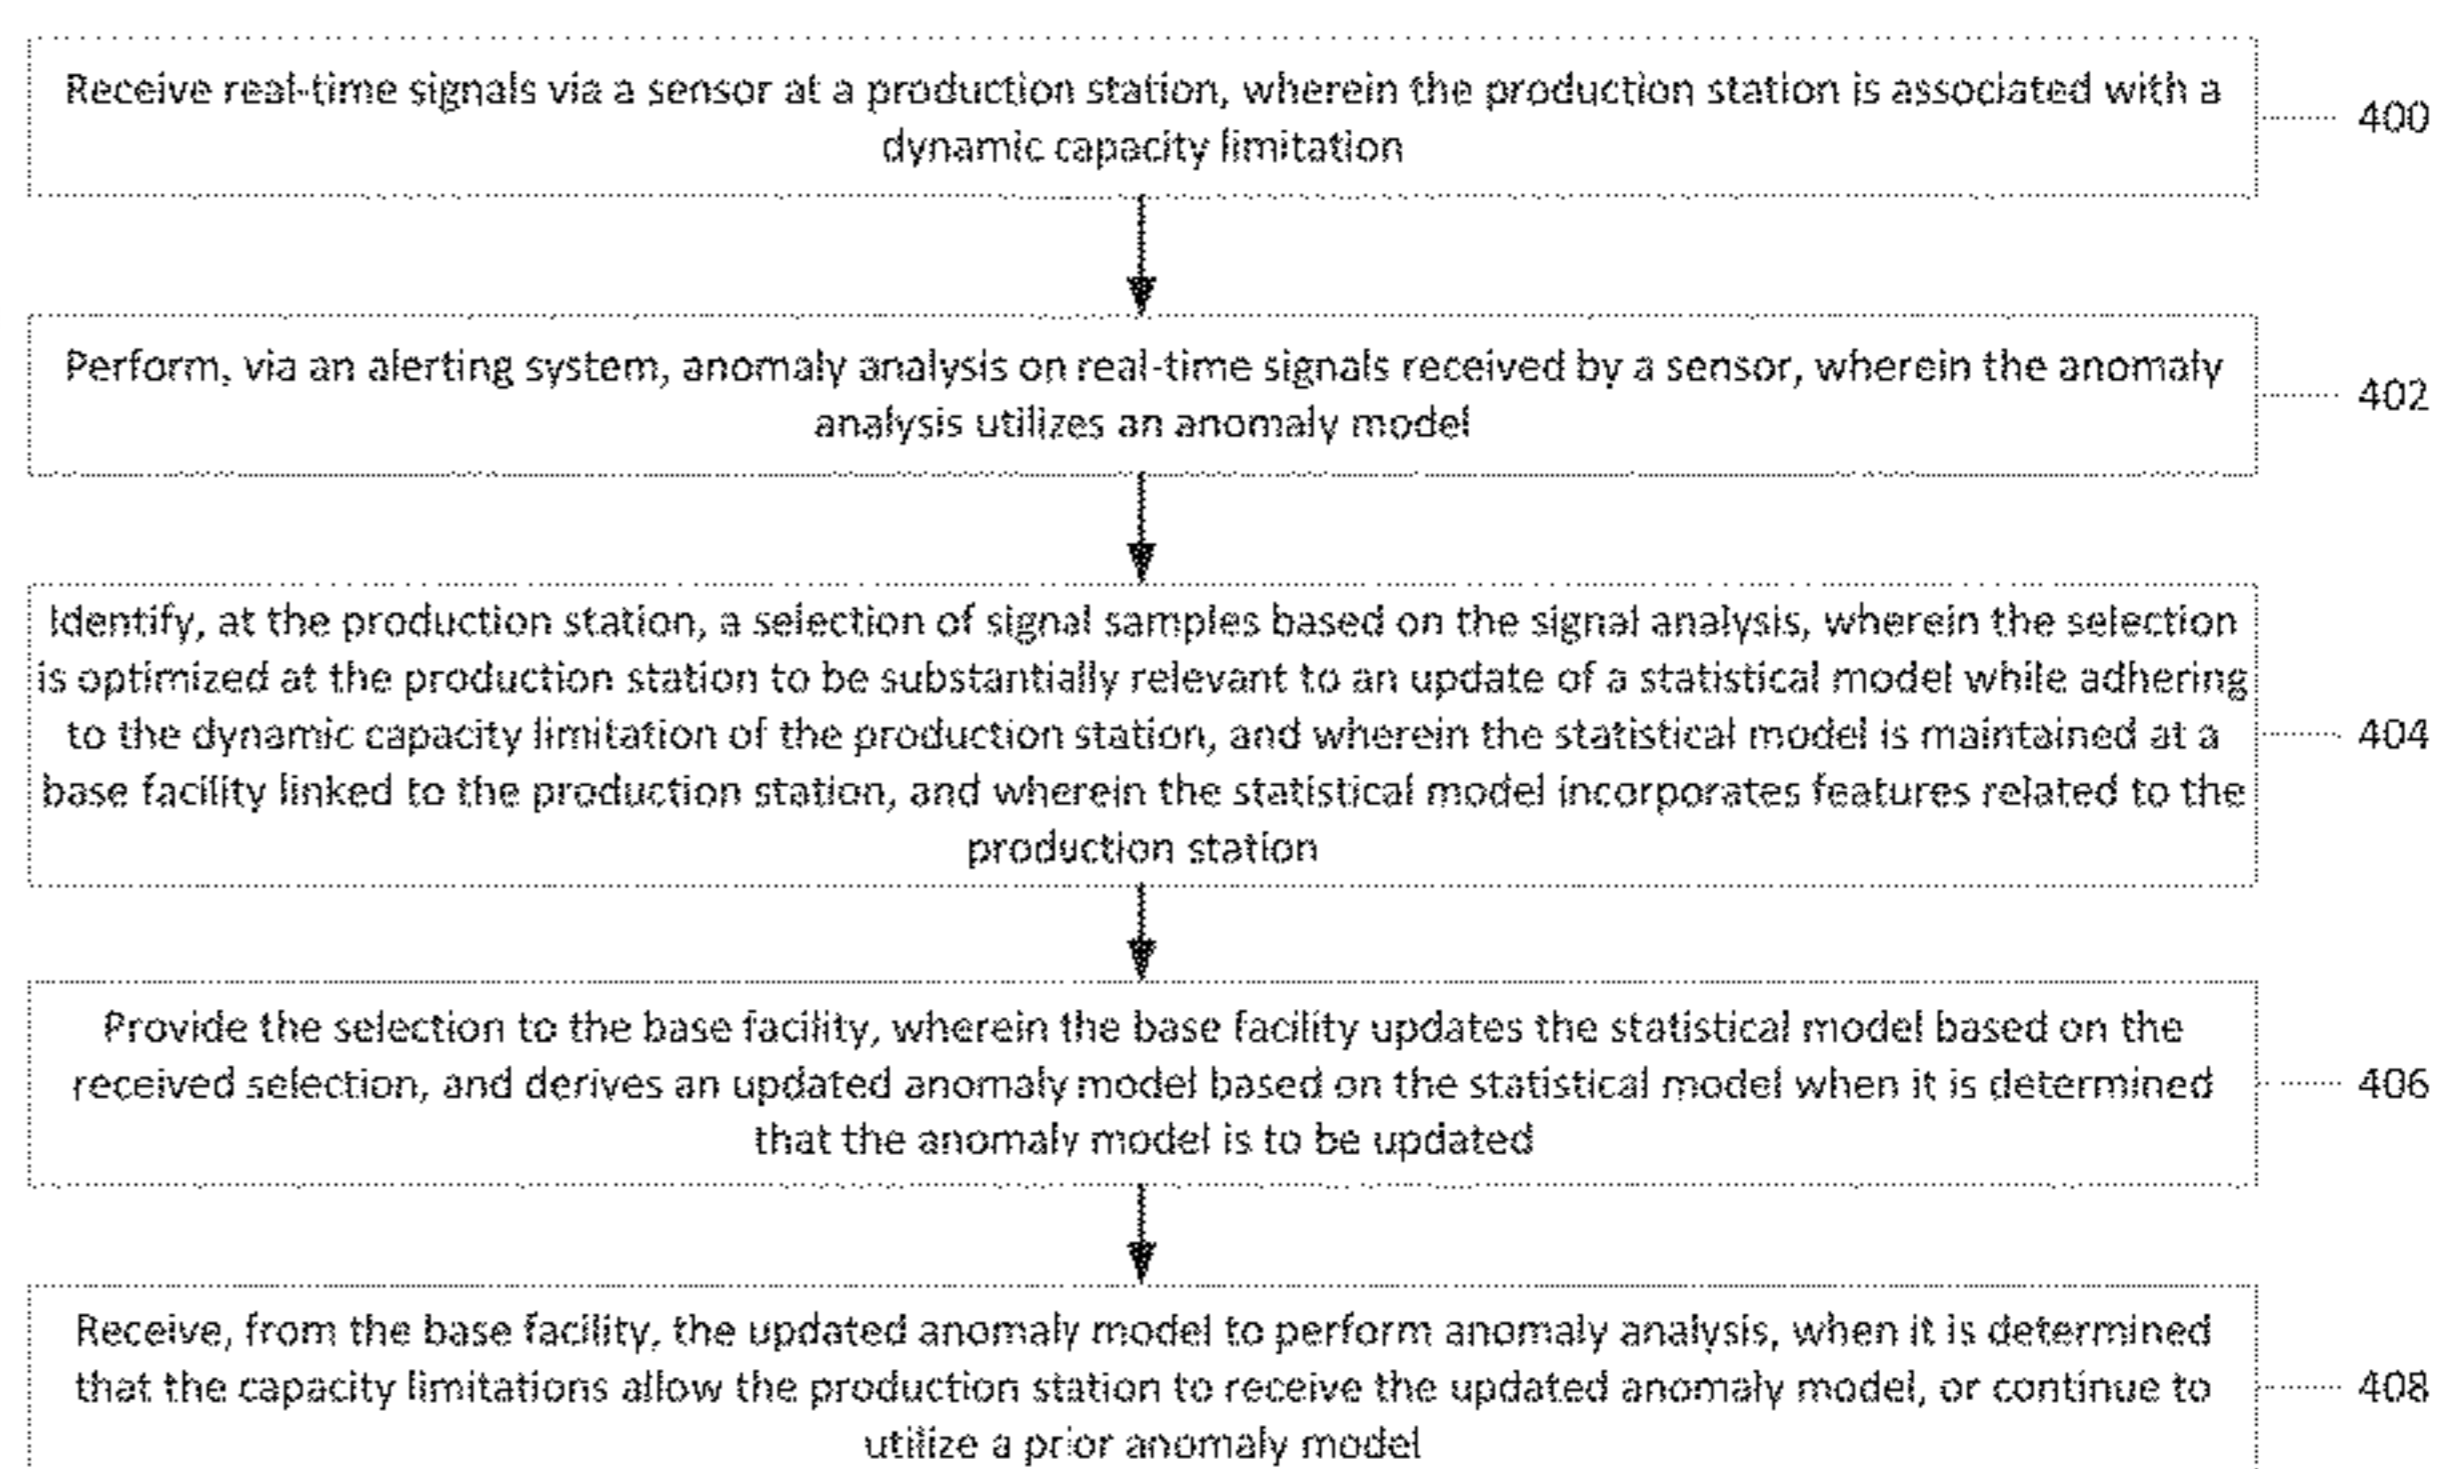 Receive real-time signals via a sensor at a production station, wherein the production station is associated with a
dynamic capacity limitation
400
Perform, via an alerting system, anomaly analysis on real-time signals received by a sensor, wherein the anomaly
analysis utilizes an anomaly model
402
Identify, at the production station, a selection of signal samples based on the signal analysis, wherein the selection
is optimized at the production station to be substantially relevant to an update of a statistical model while adhering
to the dynamic capacity limitation of the production station, and wherein the statistical model is maintained at a
base facility linked to the production station, and wherein the statistical model incorporates features related to the
production station
404
Provide the selection to the base facility, wherein the base facility updates the statistical model based on the
received selection, and derives an updated anomaly model based on the statistical model when it is determined
that the anomaly model is to be updated
406
Receive, from the base facility, the updated anomaly model to perform anomaly analysis, when it is determined
that the capacity limitations allow the production station to receive the updated anomaly model, or continue to
utilize a prior anomaly model
408